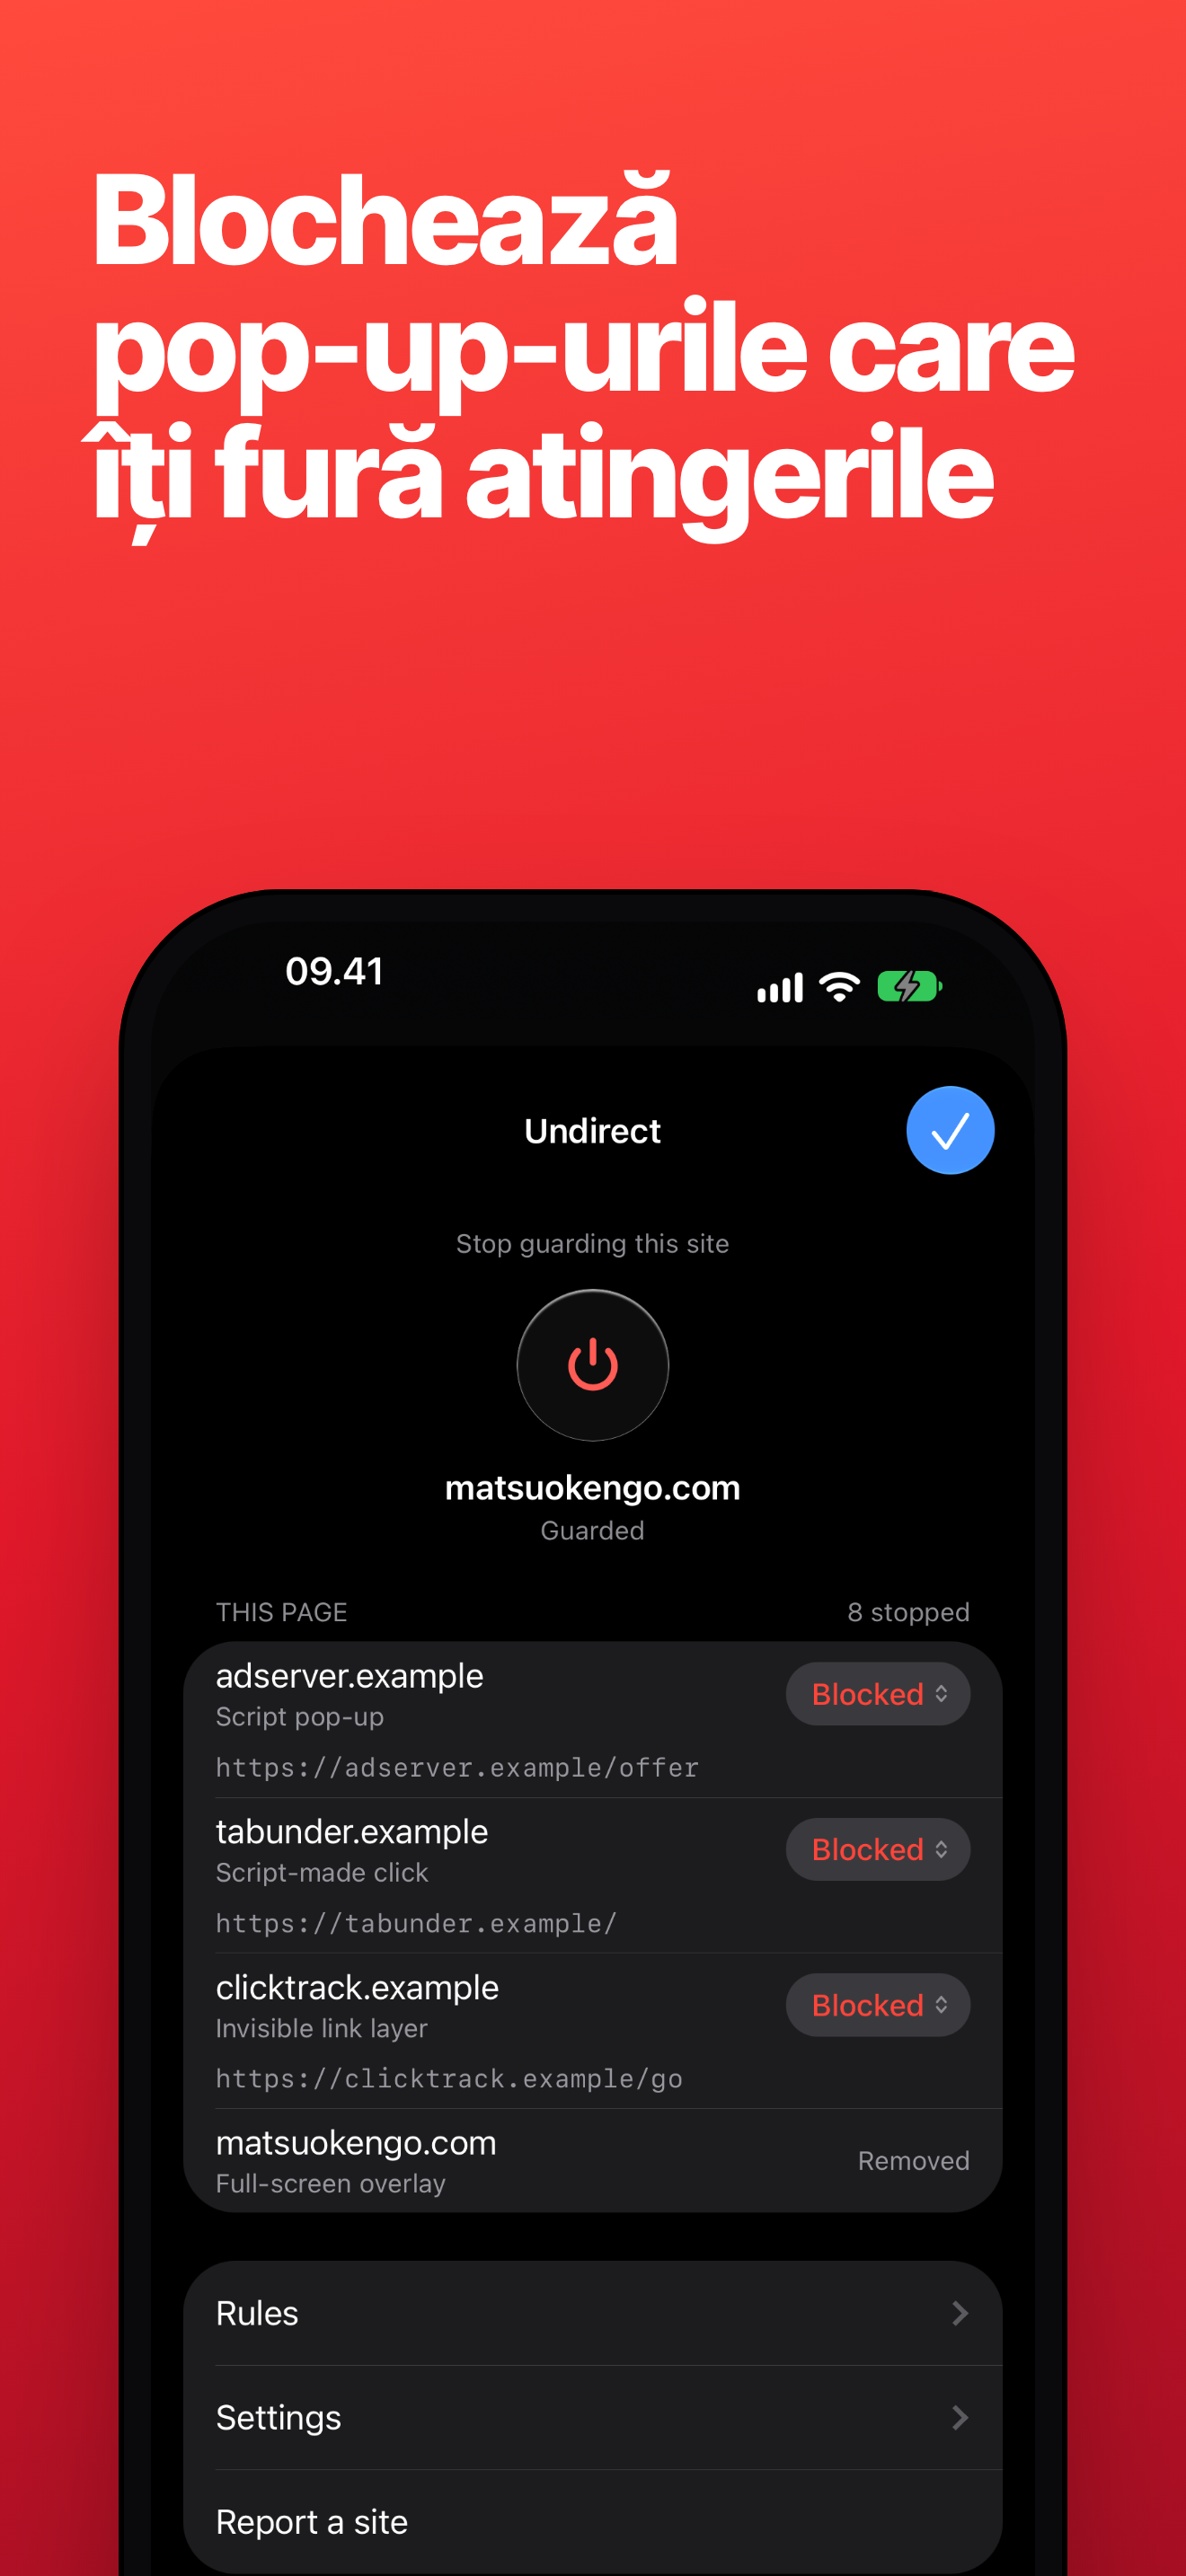 Blochează
pop-up-urile care
îți fură atingerile
09.41
Undirect
Stop guarding this site
matsuokengo.com
Guarded
THIS PAGE 8 stopped
adserver.example Blocked
Script pop-up
https://adserver.example/offer
tabunder.example Blocked
Script-made click
https://tabunder.example/
clicktrack.example Blocked
Invisible link layer
https://clicktrack.example/go
matsuokengo.com Removed
Full-screen overlay
Rules
Settings
Report a site